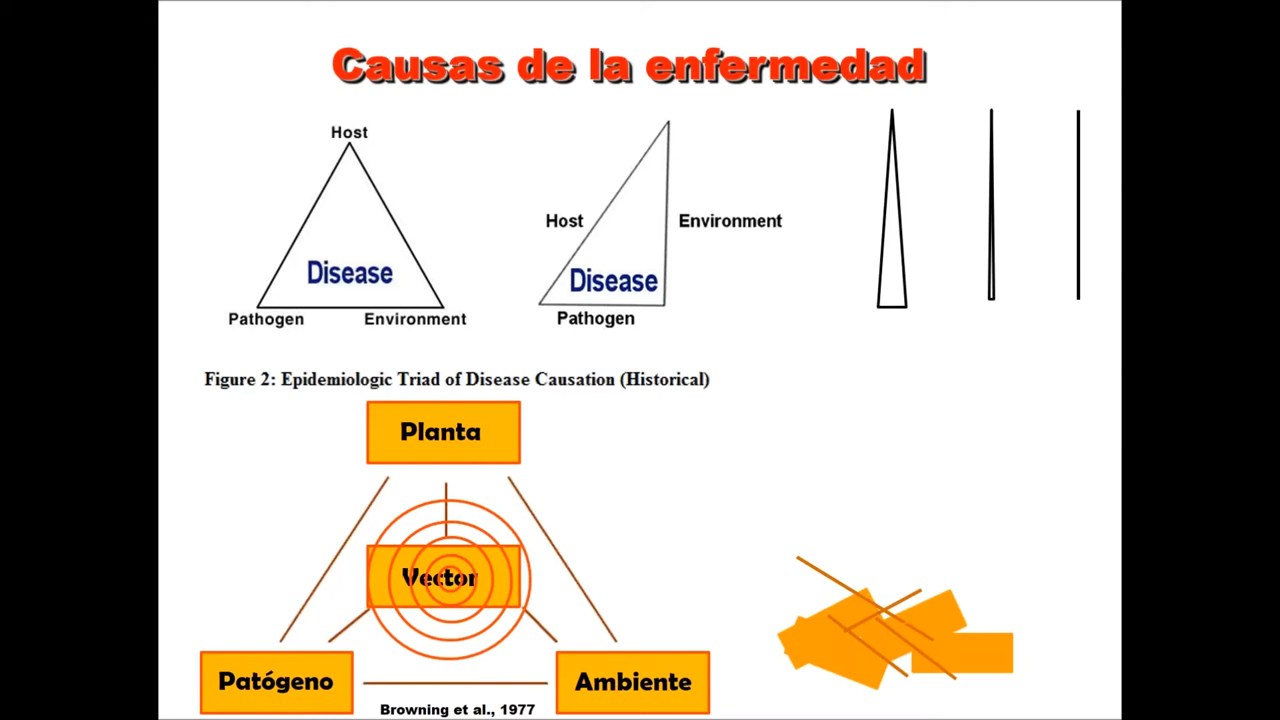 Causas de la enfermedad
Host
Disease
Pathogen Environment
Host
Environment
Disease
Pathogen
Figure 2: Epidemiologic Triad of Disease Causation (Historical)
Planta
Vector
Patógeno
Ambiente
Browning et al., 1977